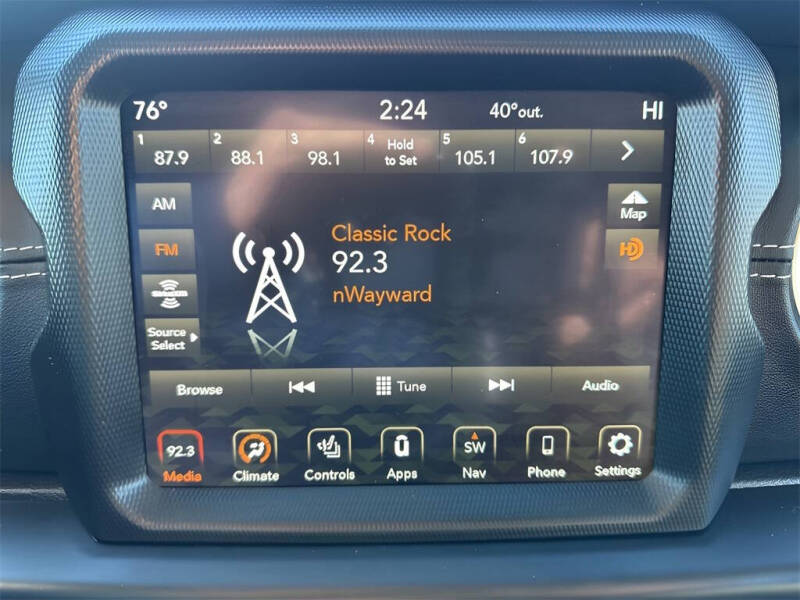 76° 2:24 40°out. HI
1 87.9 2 88.1 3 98.1 4 Hold to Set 5 105.1 6 107.9
AM
Map
FM
HD
Classic Rock
92.3
nWayward
Source
Select
Browse Tune Audio
92.3 SW
Media Climate Controls Apps Nav Phone Settings